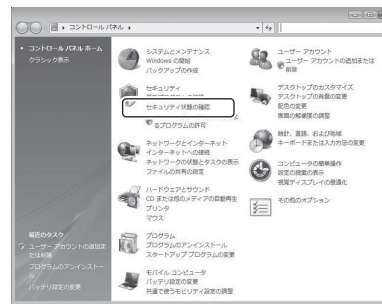 コントロール パネル
コントロール パネル ホーム
クラシック表示
最近のタスク
ユーザー アカウントの追加または削除
プログラムのアンインストール
バッテリ設定の変更
システムとメンテナンス
Windows の開始
バックアップの作成
セキュリティ
セキュリティ状態の確認
るプログラムの許可
ネットワークとインターネット
インターネットへの接続
ネットワークの状態とタスクの表示
ファイルの共有の設定
ハードウェアとサウンド
CD または他のメディアの自動再生
プリンタ
マウス
プログラム
プログラムのアンインストール
スタートアップ プログラムの変更
モバイル コンピュータ
バッテリ設定の変更
共通で使うモビリティ設定の調整
ユーザー アカウント
ユーザー アカウントの追加または
削除
デスクトップのカスタマイズ
デスクトップの背景の変更
配色の変更
画面の解像度の調整
時計、言語、および地域
キーボードまたは入力方法の変更
コンピュータの簡単操作
設定の提案の表示
視覚ディスプレイの最適化
その他のオプション